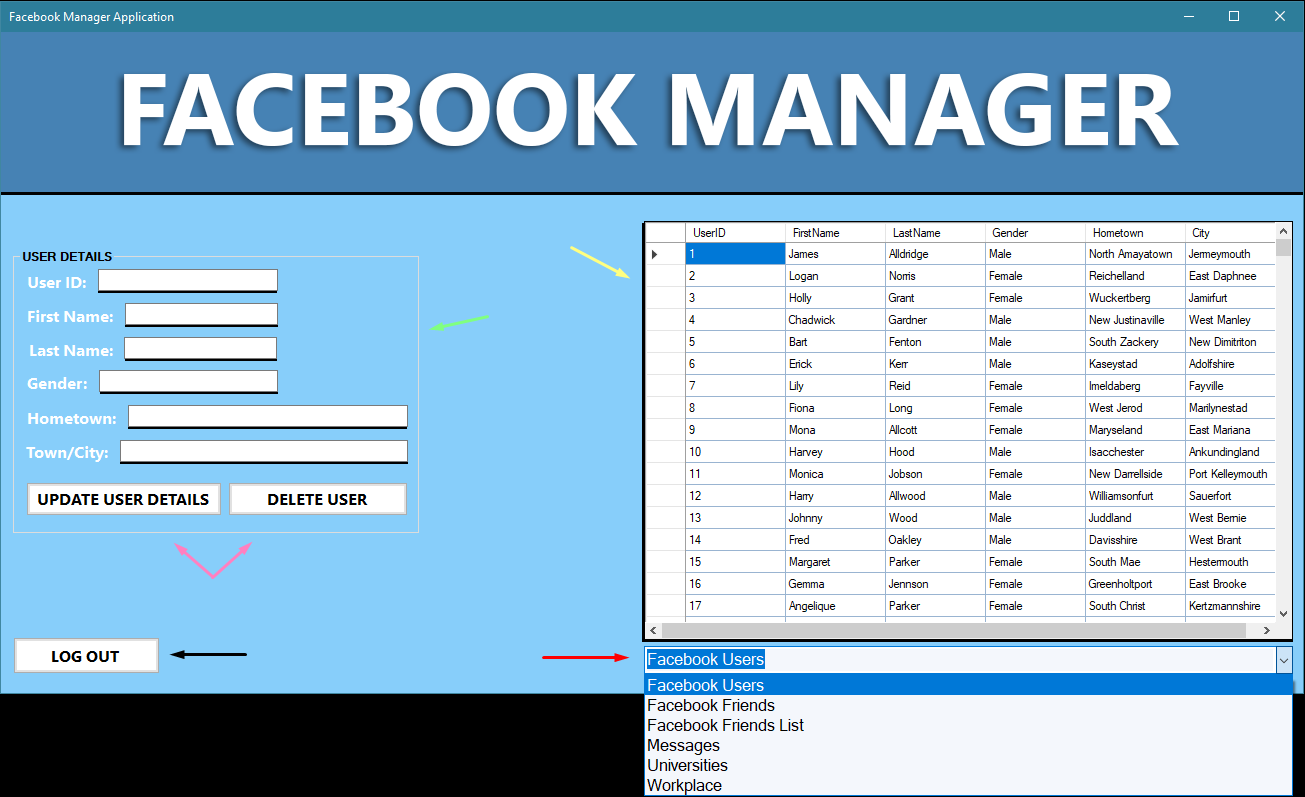 Facebook Manager Application
FACEBOOK MANAGER
USER DETAILS
User ID:
First Name:
Last Name:
Gender:
Hometown:
Town/City:
UPDATE USER DETAILS DELETE USER
LOG OUT
UserID FirstName LastName Gender Hometown City
1 James Alldridge Male North Amayatown Jermeymouth
2 Logan Norris Female Reichelland East Daphnee
3 Holly Grant Female Wuckertberg Jamirfurt
4 Chadwick Gardner Male New Justinaville West Manley
5 Bart Fenton Male South Zackery New Dimitriton
6 Erick Kerr Male Kaseystad Adolfshire
7 Lily Reid Female Imeldaberg Fayville
8 Fiona Long Female West Jerod Marilynestad
9 Mona Allcott Female Maryseland East Mariana
10 Harvey Hood Male Isacchester Ankundingland
11 Monica Jobson Female New Darrellside Port Kelleymouth
12 Harry Allwood Male Williamsonfurt Sauerfort
13 Johnny Wood Male Juddland West Bernie
14 Fred Oakley Male Davisshire West Brant
15 Margaret Parker Female South Mae Hestermouth
16 Gemma Jennson Female Greenholtport East Brooke
17 Angelique Parker Female South Christ Kertzmannshire
Facebook Users
Facebook Users
Facebook Friends
Facebook Friends List
Messages
Universities
Workplace